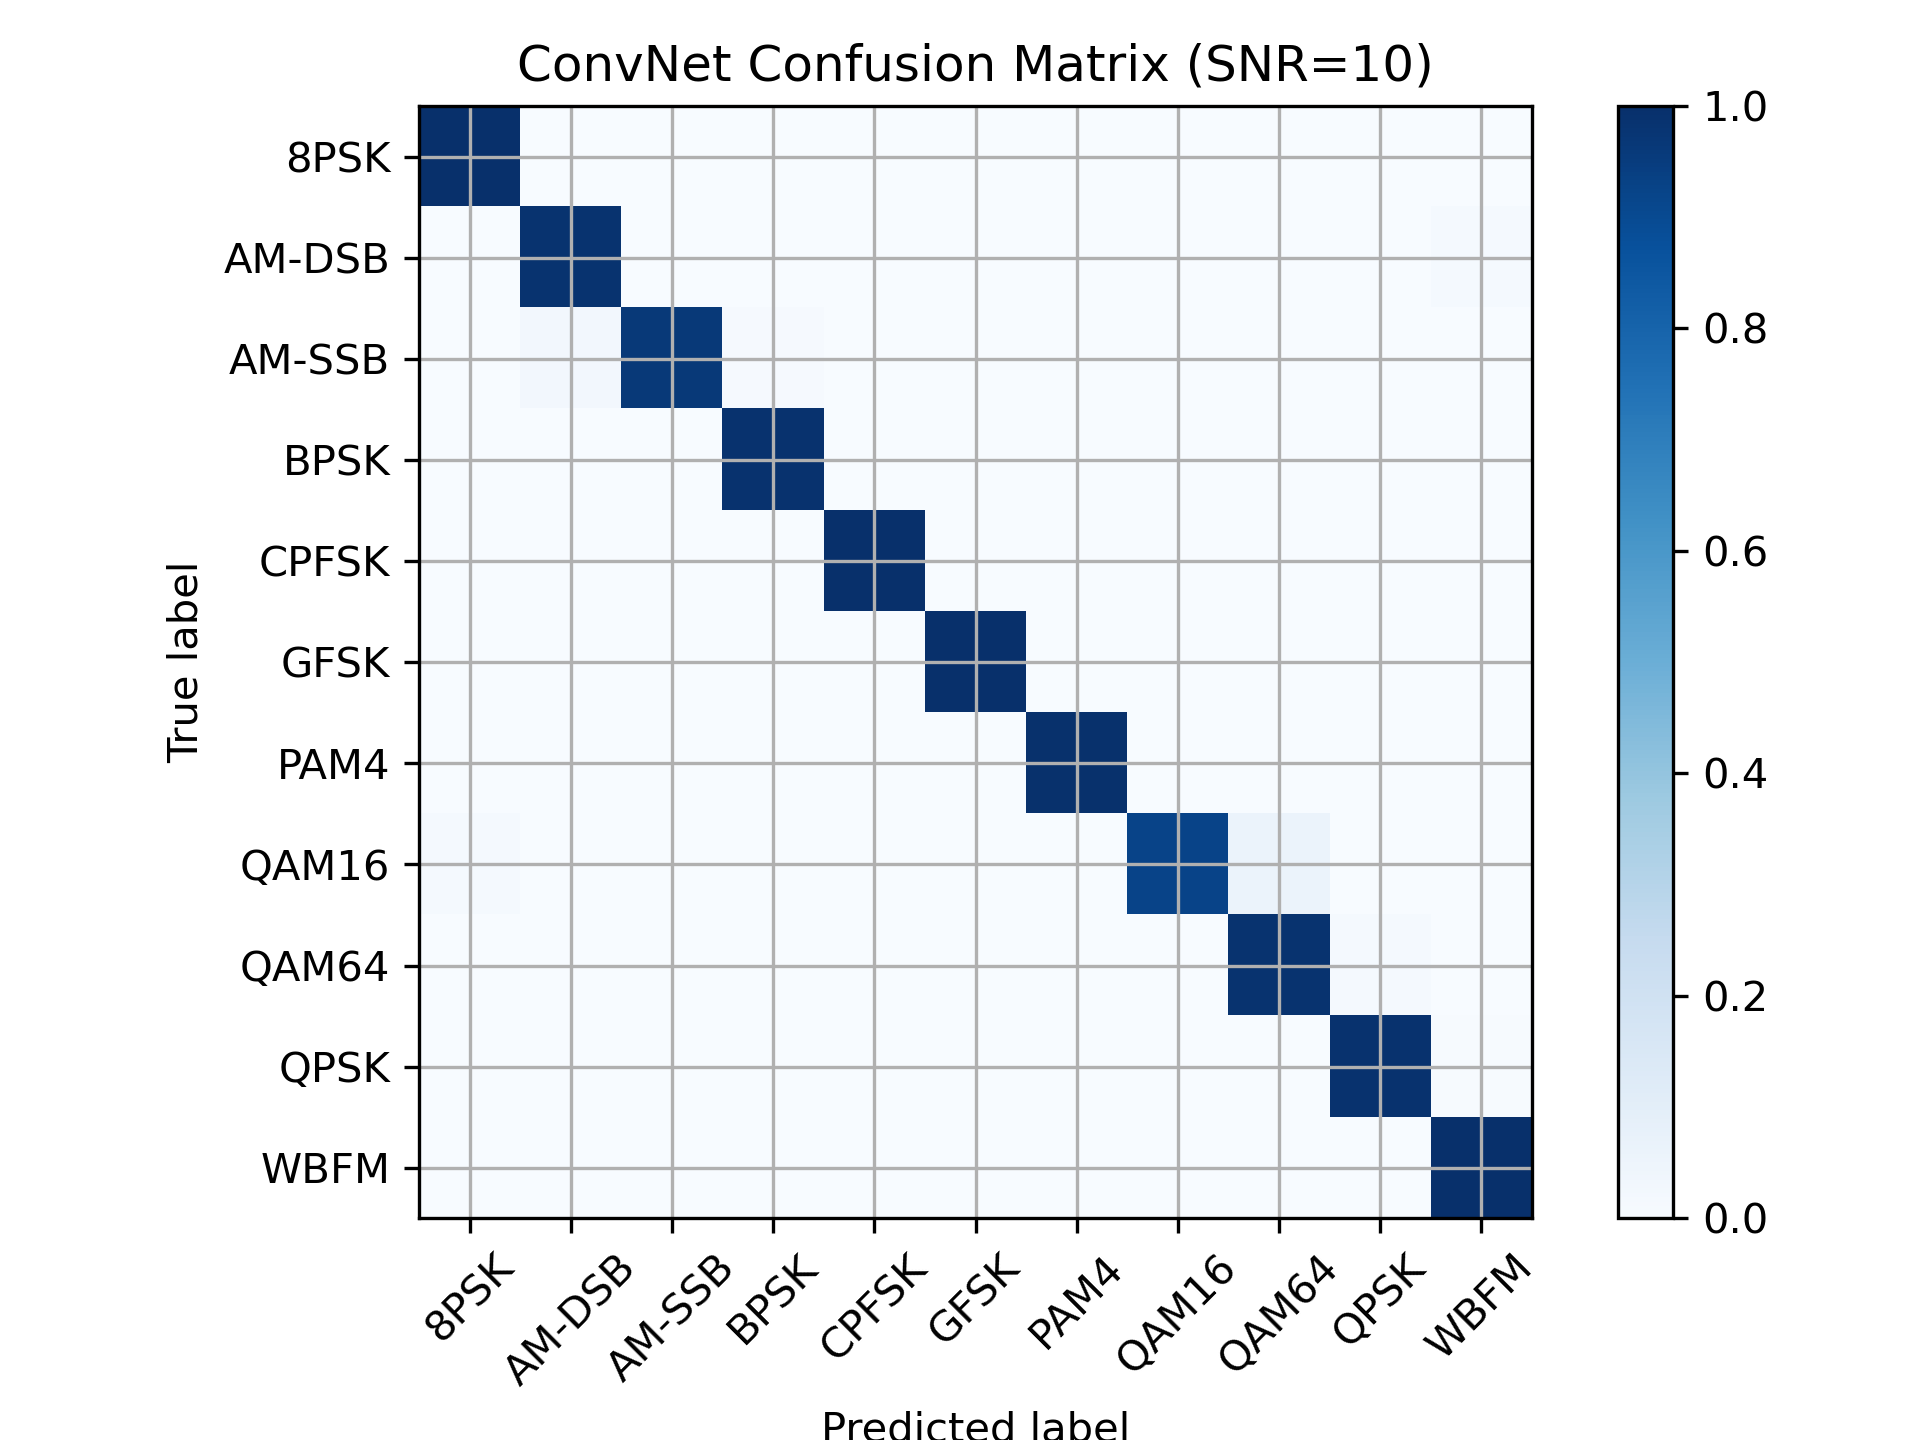 ConvNet Confusion Matrix (SNR=10)
8PSK
AM-DSB
AM-SSB
BPSK
CPFSK
GFSK
PAM4
QAM16
QAM64
QPSK
WBFM
True label
8PSK
AM-DSB
AM-SSB
BPSK
CPFSK
GFSK
PAM4
QAM16
QAM64
QPSK
WBFM
Predicted label
1.0
0.8
0.6
0.4
0.2
0.0